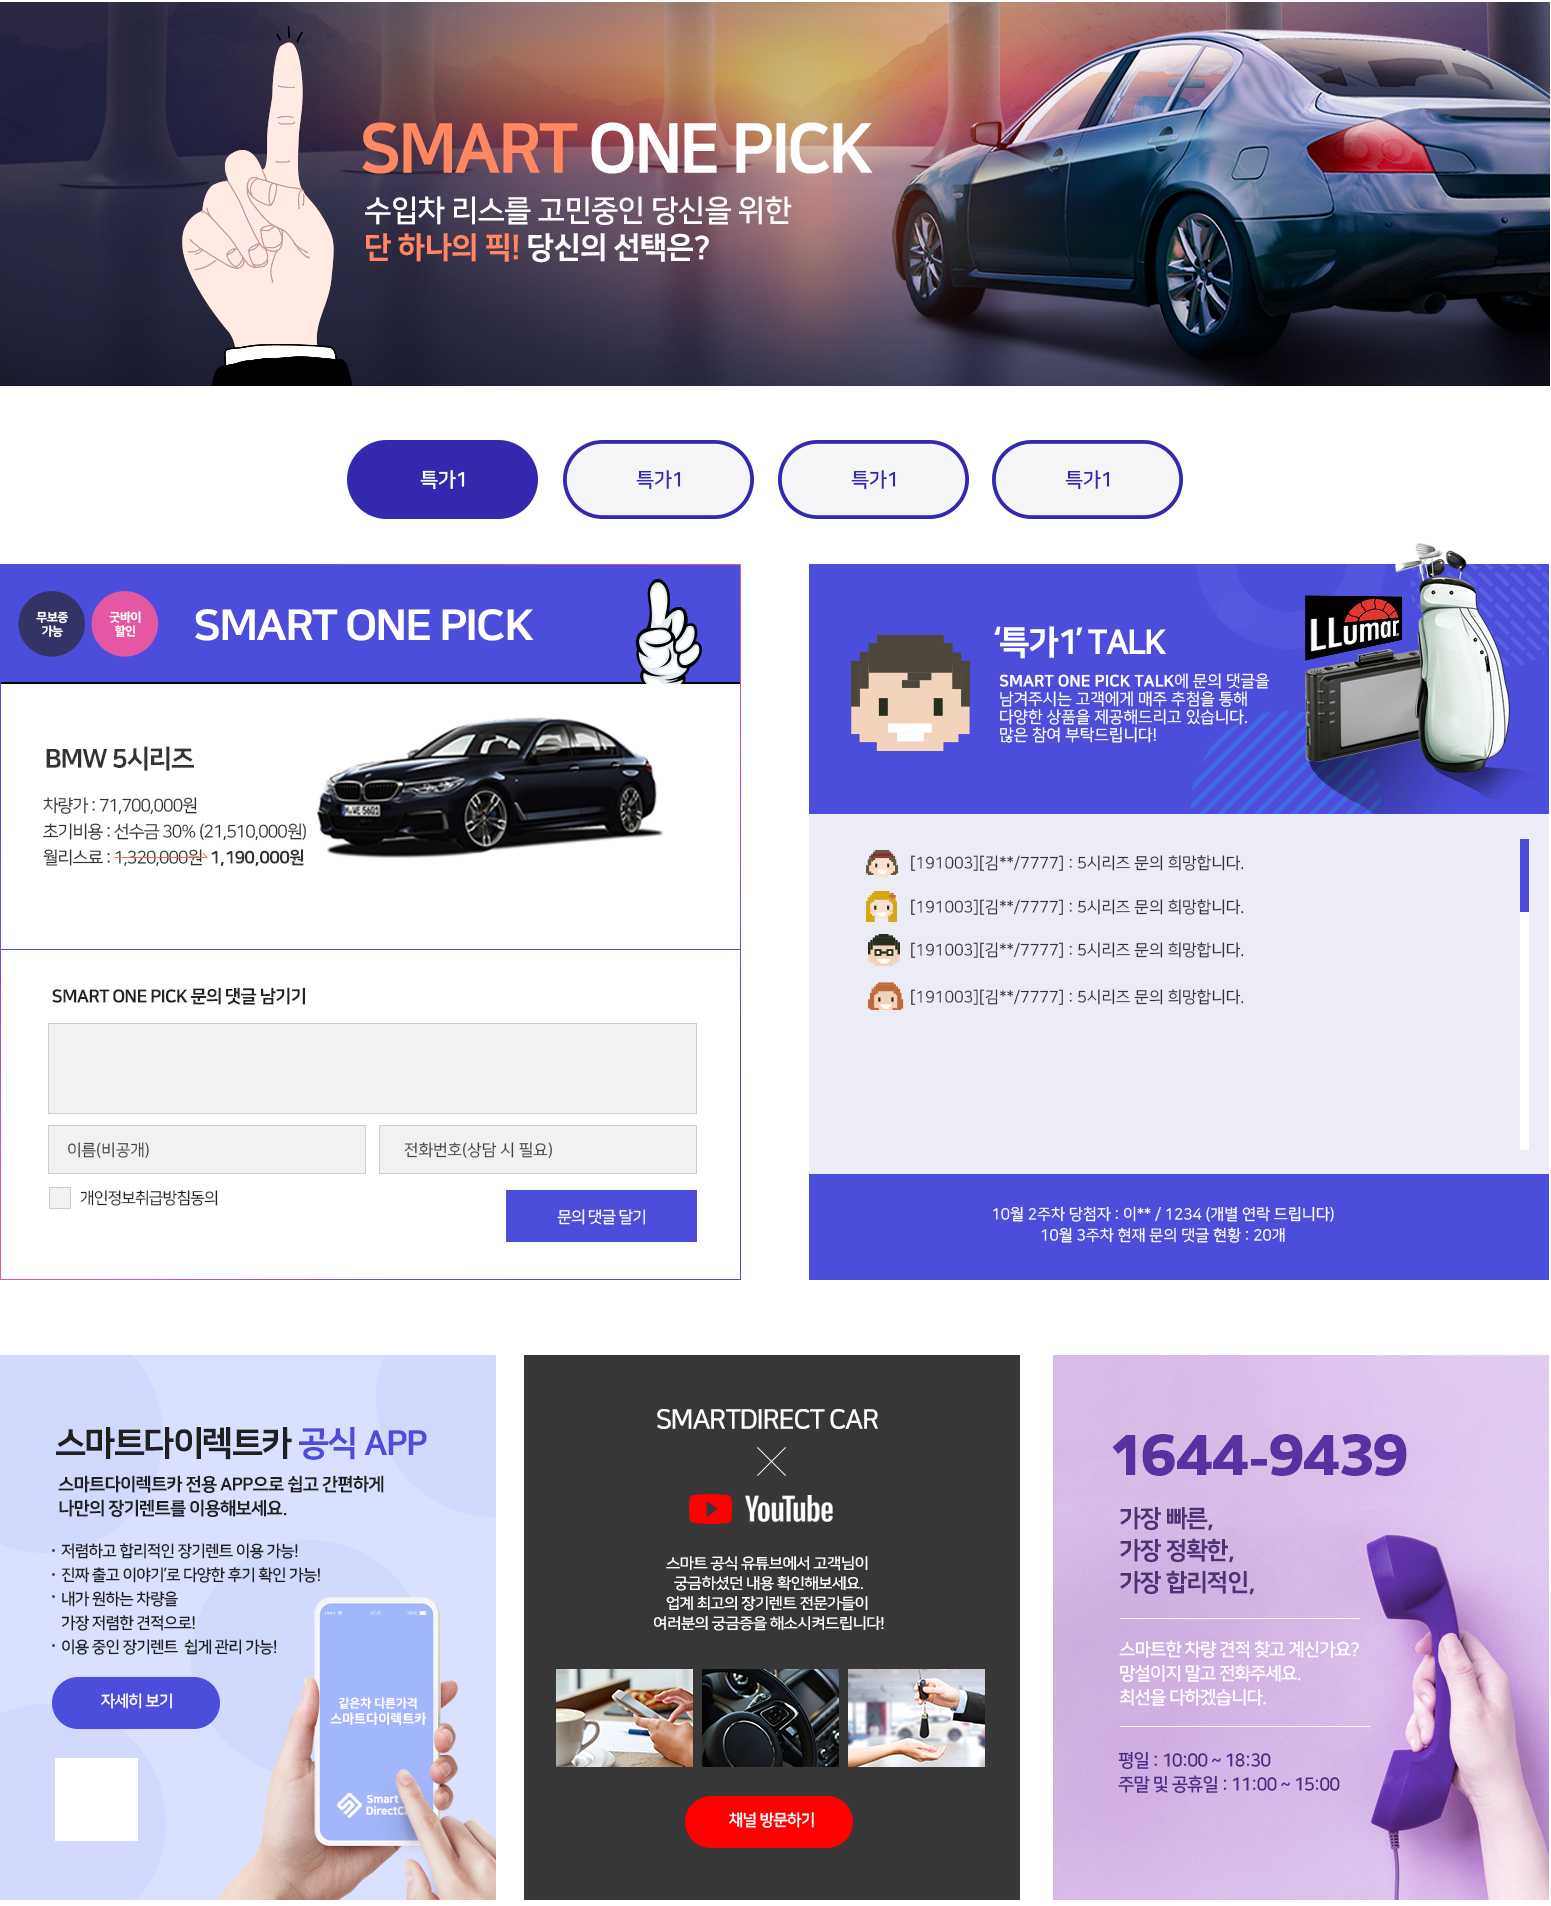 SMART ONE PICK
수입차 리스를 고민중인 당신을 위한
단 하나의 픽! 당신의 선택은?
특가1
특가1
특가1
특가1
무보증
가능
굿바이
할인
SMART ONE PICK
BMW 5시리즈
차량가 : 71,700,000원
초기비용 : 선수금 30% (21,510,000원)
월리스료 : 1,320,000원 1,190,000원
SMART ONE PICK 문의 댓글 남기기
이름(비공개)
전화번호(상담 시 필요)
개인정보취급방침동의
문의 댓글 달기
‘특가1’ TALK
SMART ONE PICK TALK에 문의 댓글을
남겨주시는 고객에게 매주 추첨을 통해
다양한 상품을 제공해드리고 있습니다.
많은 참여 부탁드립니다!
LLumar
[191003][김**/7777] : 5시리즈 문의 희망합니다.
[191003][김**/7777] : 5시리즈 문의 희망합니다.
[191003][김**/7777] : 5시리즈 문의 희망합니다.
[191003][김**/7777] : 5시리즈 문의 희망합니다.
10월 2주차 당첨자 : 이** / 1234 (개별 연락 드립니다)
10월 3주차 현재 문의 댓글 현황 : 20개
스마트다이렉트카 공식 APP
스마트다이렉트카 전용 APP으로 쉽고 간편하게
나만의 장기렌트를 이용해보세요.
· 저렴하고 합리적인 장기렌트 이용 가능!
· 진짜 출고 이야기'로 다양한 후기 확인 가능!
· 내가 원하는 차량을
가장 저렴한 견적으로!
· 이용 중인 장기렌트 쉽게 관리 가능!
자세히 보기
같은차 다른가격
스마트다이렉트카
Smart
SMARTDIRECT CAR
YouTube
스마트 공식 유튜브에서 고객님이
궁금하셨던 내용 확인해보세요.
업계 최고의 장기렌트 전문가들이
여러분의 궁금증을 해소시켜드립니다!
채널 방문하기
1644-9439
가장 빠른,
가장 정확한,
가장 합리적인,
스마트한 차량 견적 찾고 계신가요?
망설이지 말고 전화주세요.
최선을 다하겠습니다.
평일 : 10:00 ~ 18:30
주말 및 공휴일 : 11:00 ~ 15:00